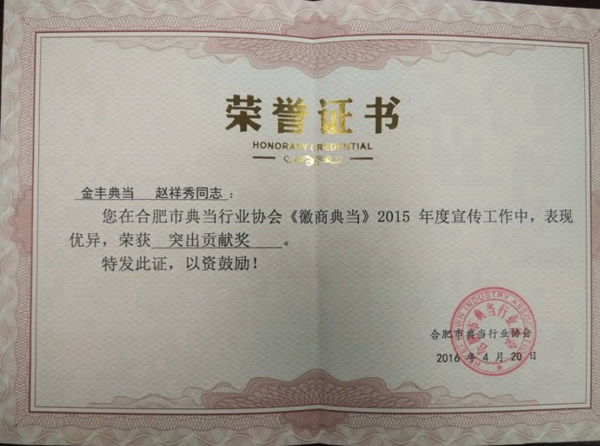 荣誉证书
HONORARY CREDENTIAL
金丰典当 赵祥秀同志：
您在合肥市典当行业协会《徽商典当》2015 年度宣传工作中，表现
优异，荣获 突出贡献奖 。
特发此证，以资鼓励！
合肥市典当行业协会
2016 年 4 月 20 日